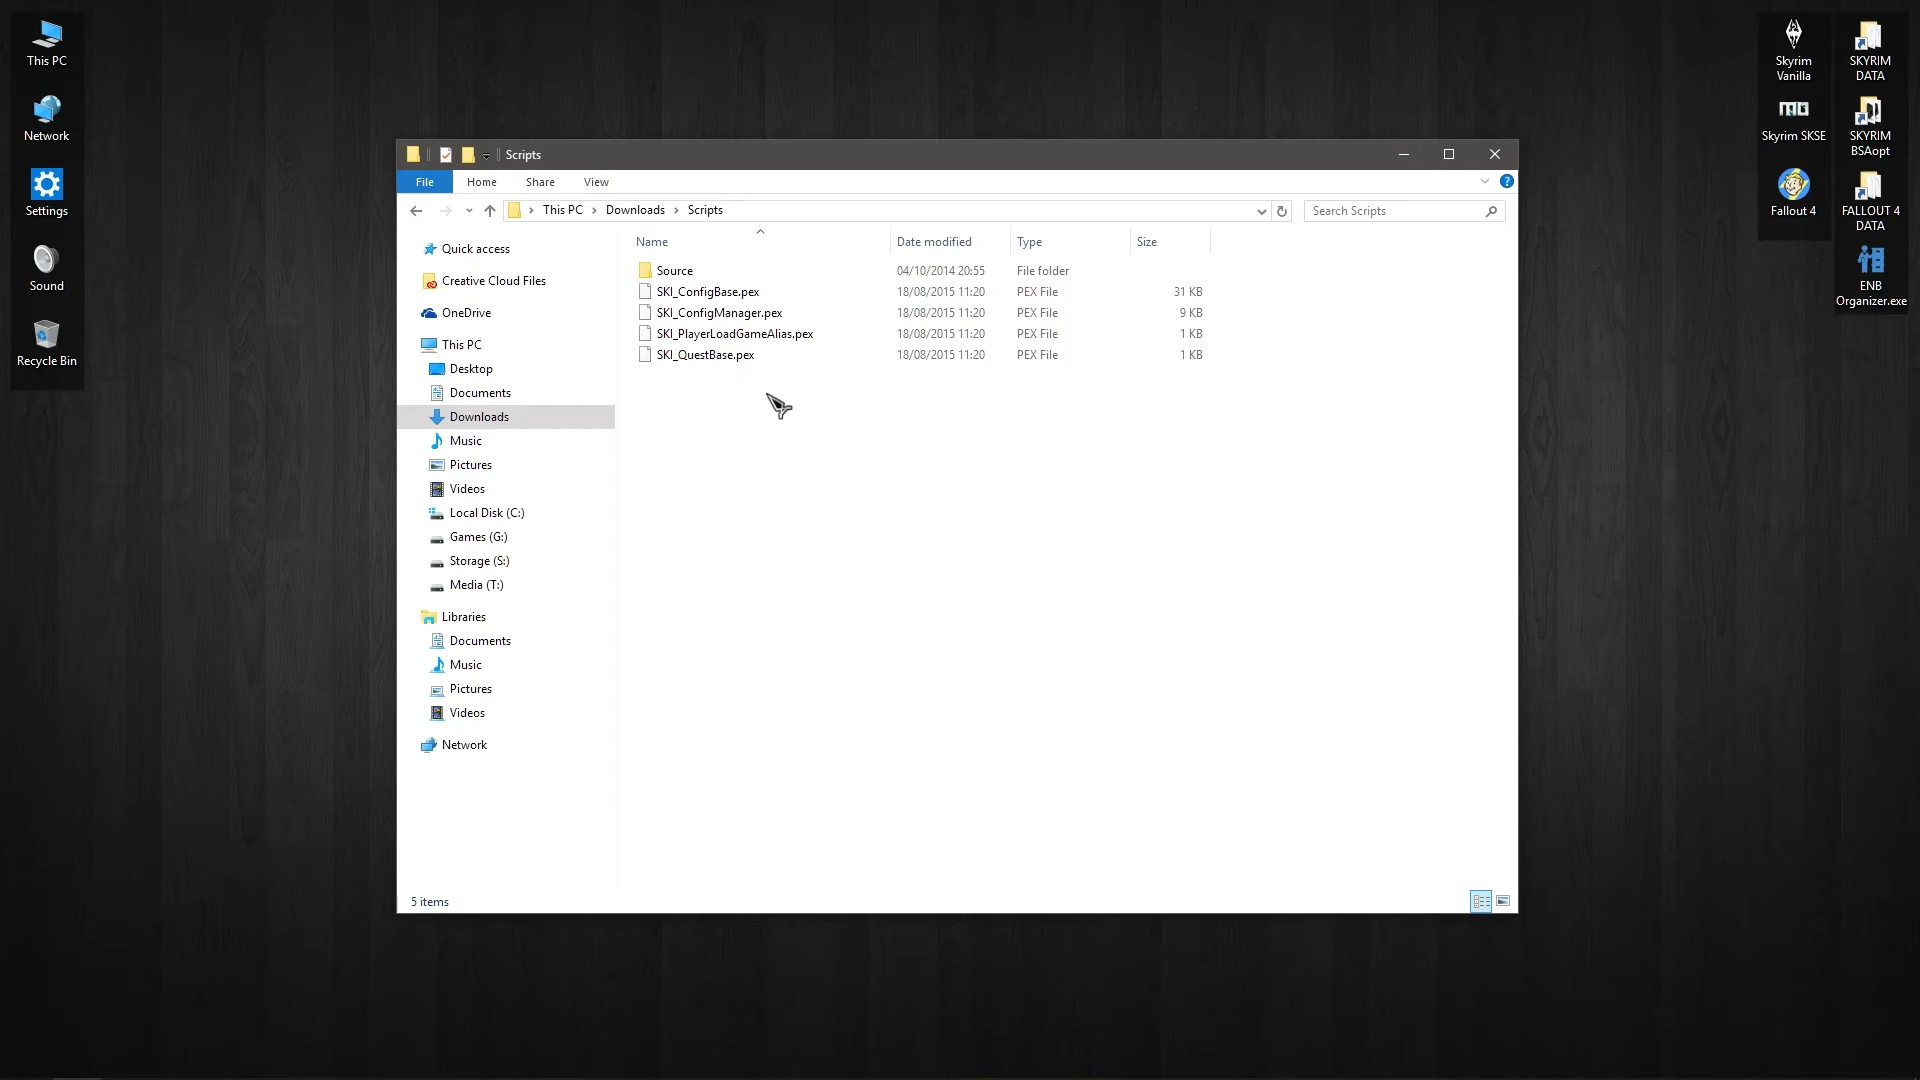 This PC
Network
Settings
Sound
Recycle Bin
Scripts
File
Home
Share
View
This PC
Downloads
Scripts
Search Scripts
Quick access
Creative Cloud Files
OneDrive
This PC
Desktop
Documents
Downloads
Music
Pictures
Videos
Local Disk (C:)
Games (G:)
Storage (S:)
Media (T:)
Libraries
Documents
Music
Pictures
Videos
Network
Name Date modified Type Size
Source 04/10/2014 20:55 File folder
SKI_ConfigBase.pex 18/08/2015 11:20 PEX File 31 KB
SKI_ConfigManager.pex 18/08/2015 11:20 PEX File 9 KB
SKI_PlayerLoadGameAlias.pex 18/08/2015 11:20 PEX File 1 KB
SKI_QuestBase.pex 18/08/2015 11:20 PEX File 1 KB
5 items
Skyrim
Vanilla
Skyrim SKSE
Fallout 4
SKYRIM
DATA
SKYRIM
BSAopt
FALLOUT 4
DATA
ENB
Organizer.exe